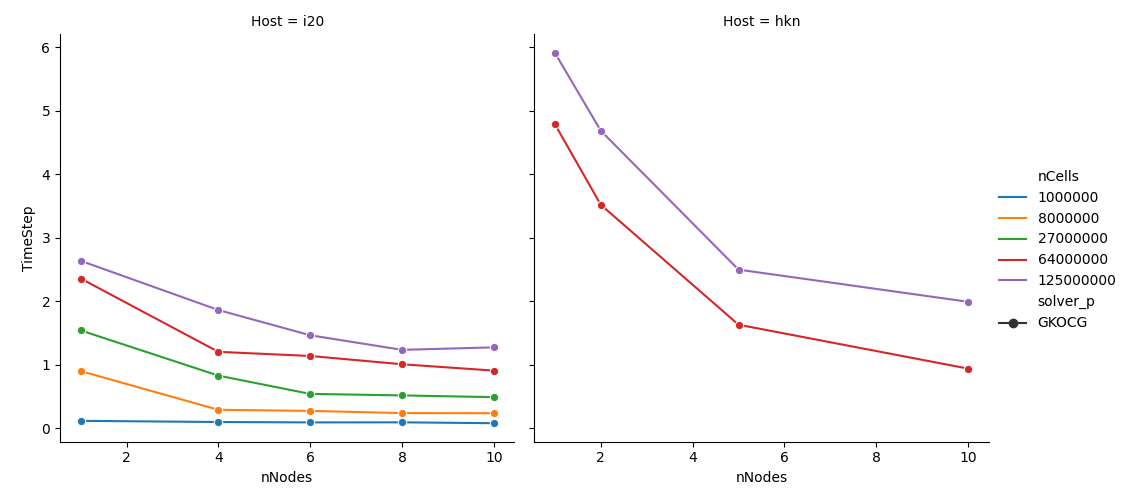 Host = i20
Host = hkn
6
5
4
3
2
1
0
TimeStep
2
4
6
8
10
nNodes
2
4
6
8
10
nNodes
nCells
1000000
8000000
27000000
64000000
125000000
solver_p
GKOCG